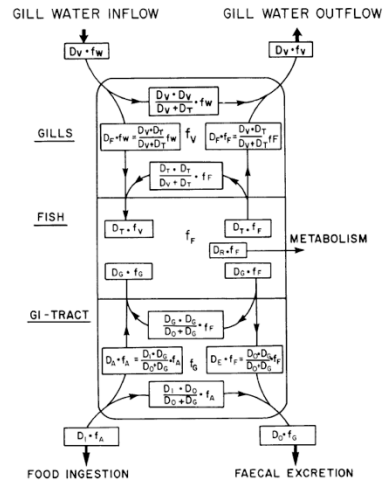 GILL WATER INFLOW
GILL WATER OUTFLOW
Dv • fw
Dv • fv
Dv • Dv / Dv + DT • fw
GILLS
DF • fw = Dv • DT / Dv + DT fw
fv
DF • fF = Dv • DT / Dv + DT fF
DT • DT / Dv + DT • fF
FISH
DT • fv
fF
DT • fF
DR • fF
METABOLISM
DG • fG
DG • fF
GI-TRACT
DG • DG / DO + DG • fF
DA • fA = DI • DG / DO • DG • fA
fG
DE • fF = DO • DG / DO • DG • fF
DI • DO / DO + DG • fA
DI • fA
DO • fG
FOOD INGESTION
FAECAL EXCRETION